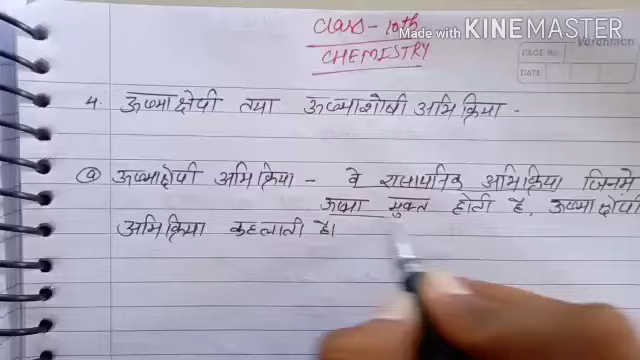 Class - 10th
Made with KINEMASTER
CHEMISTRY
Vardhman
PAGE NO.
DATE
4. ऊष्माक्षेपी तथा ऊष्माशोषी अभिक्रिया -
ⓐ ऊष्माक्षेपी अभिक्रिया - वे रासायनिक अभिक्रिया जिनमें
ऊष्मा मुक्त होती है, ऊष्माक्षेपी
अभिक्रिया कहलाती है।